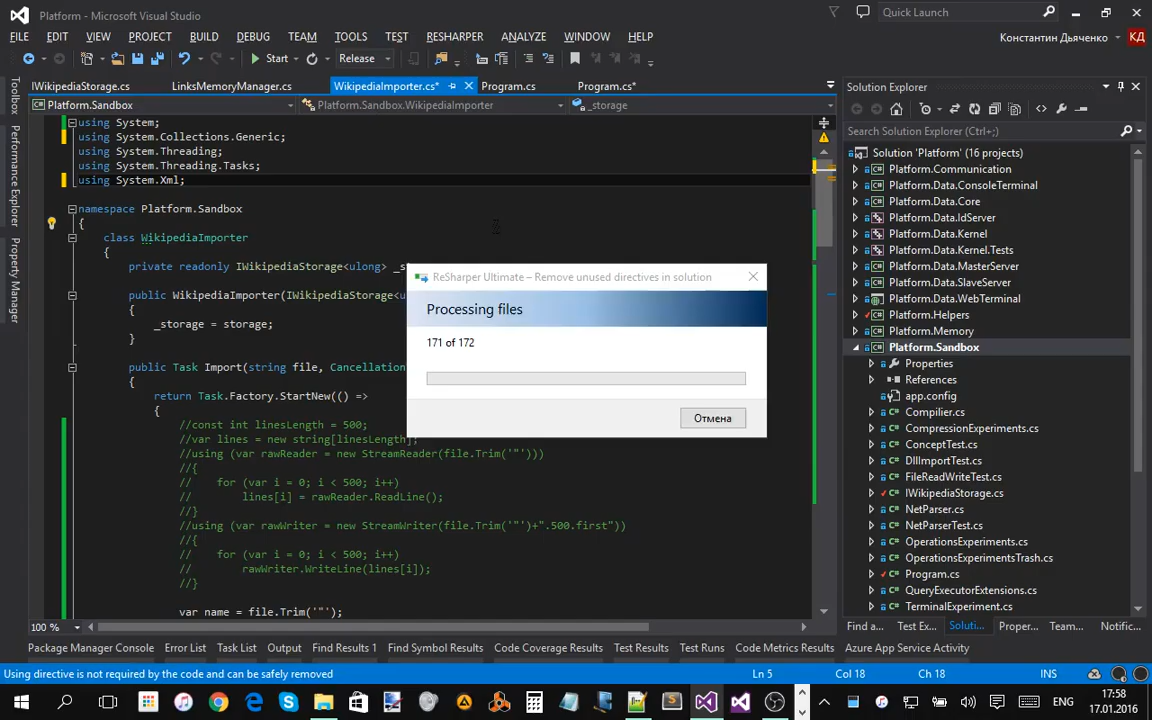 Platform - Microsoft Visual Studio
Quick Launch
FILE EDIT VIEW PROJECT BUILD DEBUG TEAM TOOLS TEST RESHARPER ANALYZE WINDOW HELP
Константин Дьяченко КД
Start Release
Toolbox
Performance Explorer
Property Manager
IWikipediaStorage.cs LinksMemoryManager.cs WikipediaImporter.cs* Program.cs Program.cs*
Platform.Sandbox Platform.Sandbox.WikipediaImporter _storage
using System;
using System.Collections.Generic;
using System.Threading;
using System.Threading.Tasks;
using System.Xml;
namespace Platform.Sandbox
{
class WikipediaImporter
{
private readonly IWikipediaStorage<ulong> _s
public WikipediaImporter(IWikipediaStorage<u
{
_storage = storage;
}
public Task Import(string file, Cancellation
{
return Task.Factory.StartNew(() =>
{
//const int linesLength = 500;
//var lines = new string[linesLength];
//using (var rawReader = new StreamReader(file.Trim('"')))
//{
// for (var i = 0; i < 500; i++)
// lines[i] = rawReader.ReadLine();
//}
//using (var rawWriter = new StreamWriter(file.Trim('"')+".500.first"))
//{
// for (var i = 0; i < 500; i++)
// rawWriter.WriteLine(lines[i]);
//}
var name = file.Trim('"');
100 %
ReSharper Ultimate – Remove unused directives in solution
Processing files
171 of 172
Отмена
Solution Explorer
Search Solution Explorer (Ctrl+;)
Solution 'Platform' (16 projects)
Platform.Communication
Platform.Data.ConsoleTerminal
Platform.Data.Core
Platform.Data.IdServer
Platform.Data.Kernel
Platform.Data.Kernel.Tests
Platform.Data.MasterServer
Platform.Data.SlaveServer
Platform.Data.WebTerminal
Platform.Helpers
Platform.Memory
Platform.Sandbox
Properties
References
app.config
Compilier.cs
CompressionExperiments.cs
ConceptTest.cs
DllImportTest.cs
FileReadWriteTest.cs
IWikipediaStorage.cs
NetParser.cs
NetParserTest.cs
OperationsExperiments.cs
OperationsExperimentsTrash.cs
Program.cs
QueryExecutorExtensions.cs
TerminalExperiment.cs
Find a... Test Ex... Soluti... Proper... Team... Notific...
Package Manager Console Error List Task List Output Find Results 1 Find Symbol Results Code Coverage Results Test Results Test Runs Code Metrics Results Azure App Service Activity
Using directive is not required by the code and can be safely removed Ln 5 Col 18 Ch 18 INS
ENG 17:58
17.01.2016